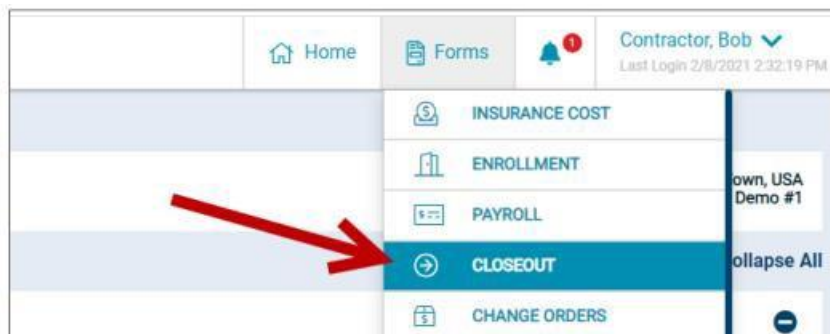 Home
Forms
1
Contractor, Bob
Last Login 2/8/2021 2:32:19 PM
INSURANCE COST
ENROLLMENT
own, USA
Demo #1
PAYROLL
CLOSEOUT
ollapse All
CHANGE ORDERS